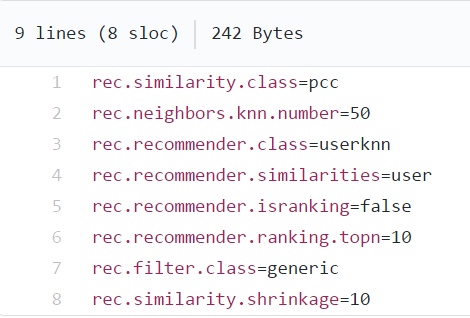 9 lines (8 sloc) 242 Bytes
1 rec.similarity.class=pcc
2 rec.neighbors.knn.number=50
3 rec.recommender.class=userknn
4 rec.recommender.similarities=user
5 rec.recommender.isranking=false
6 rec.recommender.ranking.topn=10
7 rec.filter.class=generic
8 rec.similarity.shrinkage=10